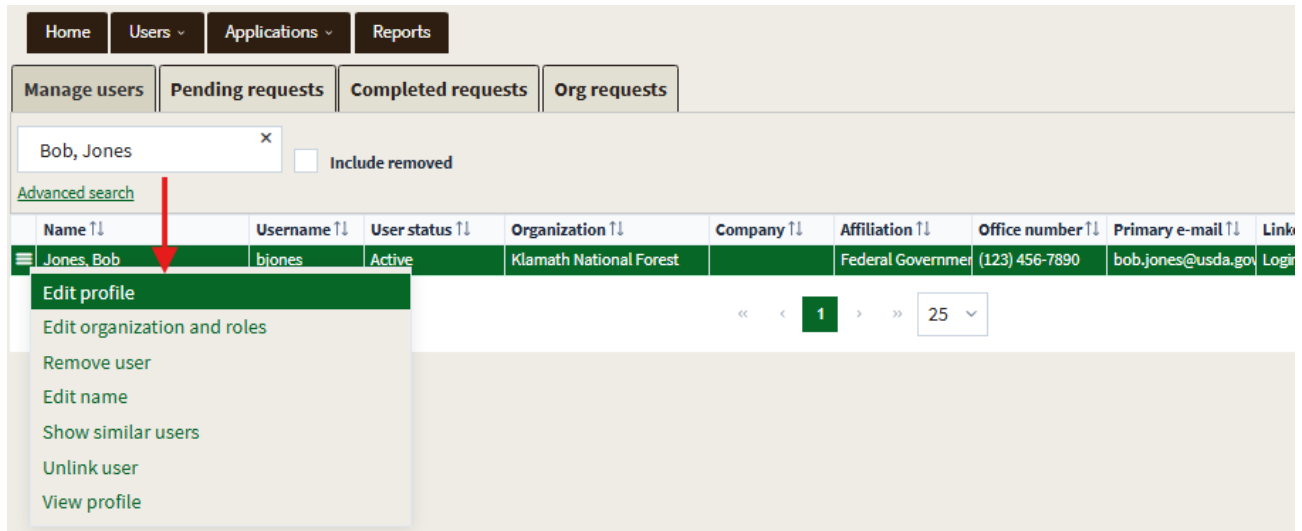 Home Users Applications Reports
Manage users Pending requests Completed requests Org requests
Bob, Jones × Include removed
Advanced search
Name Username User status Organization Company Affiliation Office number Primary e-mail
Jones, Bob bjones Active Klamath National Forest Federal Governmen (123) 456-7890 bob.jones@usda.gov
Edit profile
« ‹ 1 › » 25
Edit organization and roles
Remove user
Edit name
Show similar users
Unlink user
View profile